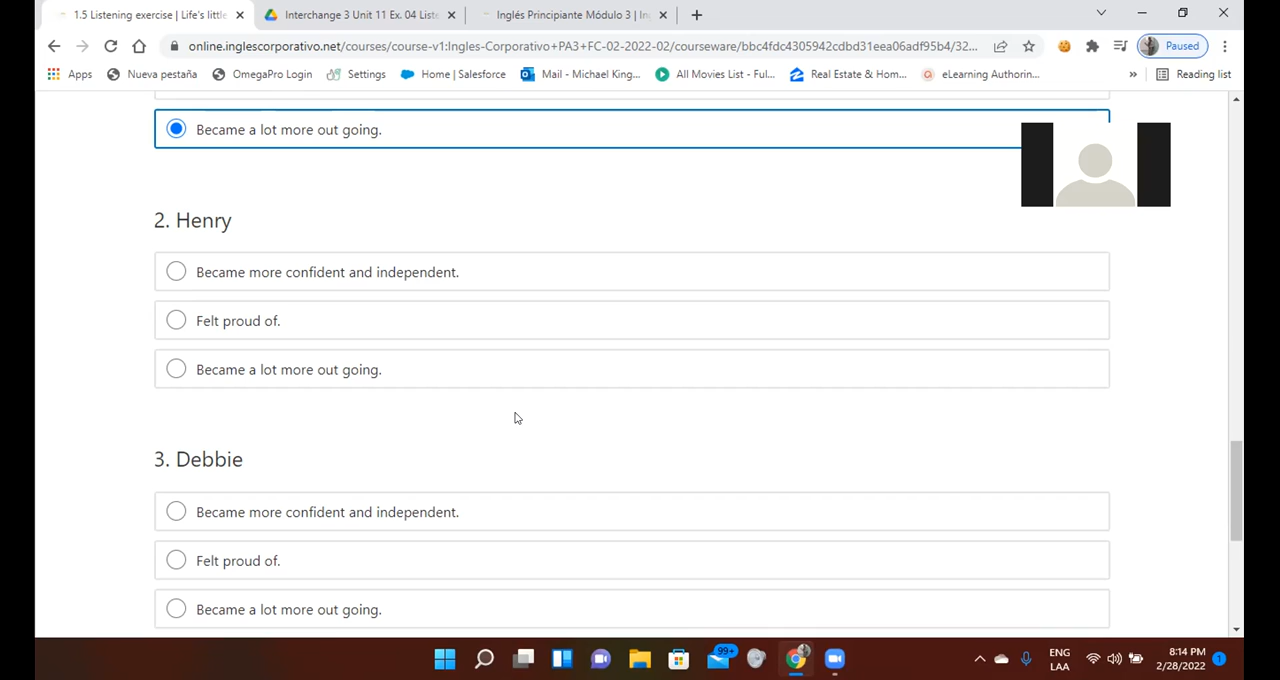 1.5 Listening exercise | Life's little
Interchange 3 Unit 11 Ex. 04 Liste
Inglés Principiante Módulo 3 | In
online.inglescorporativo.net/courses/course-v1:Ingles-Corporativo+PA3+FC-02-2022-02/courseware/bbc4fdc4305942cdbd31eea06adf95b4/32...
Paused
Apps
Nueva pestaña
OmegaPro Login
Settings
Home | Salesforce
Mail - Michael King...
All Movies List - Ful...
Real Estate & Hom...
eLearning Authorin...
»
Reading list
Became a lot more out going.
2. Henry
Became more confident and independent.
Felt proud of.
Became a lot more out going.
3. Debbie
Became more confident and independent.
Felt proud of.
Became a lot more out going.
99+
ENG
LAA
8:14 PM
2/28/2022
1